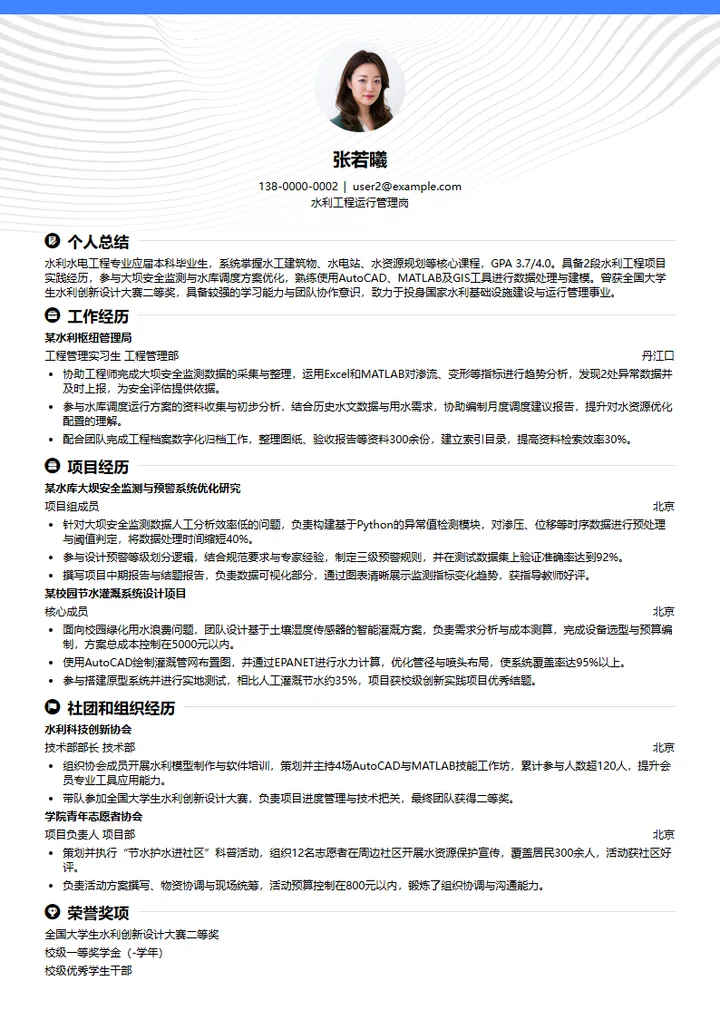 张若曦
138-0000-0002 | user2@example.com
水利工程运行管理岗
个人总结
水利水电工程专业应届本科毕业生，系统掌握水工建筑物、水电站、水资源规划等核心课程，GPA 3.7/4.0。具备2段水利工程项目
实践经历，参与大坝安全监测与水库调度方案优化，熟练使用AutoCAD、MATLAB及GIS工具进行数据处理与建模。曾获全国大学
生水利创新设计大赛二等奖，具备较强的学习能力与团队协作意识，致力于投身国家水利基础设施建设与运行管理事业。
工作经历
某水利枢纽管理局
工程管理实习生 工程管理部 丹江口
• 协助工程师完成大坝安全监测数据的采集与整理，运用Excel和MATLAB对渗流、变形等指标进行趋势分析，发现2处异常数据并
及时上报，为安全评估提供依据。
• 参与水库调度运行方案的资料收集与初步分析，结合历史水文数据与用水需求，协助编制月度调度建议报告，提升对水资源优化
配置的理解。
• 配合团队完成工程档案数字化归档工作，整理图纸、验收报告等资料300余份，建立索引目录，提高资料检索效率30%。
项目经历
某水库大坝安全监测与预警系统优化研究
项目组成员 北京
• 针对大坝安全监测数据人工分析效率低的问题，负责构建基于Python的异常值检测模块，对渗压、位移等时序数据进行预处理
与阈值判定，将数据处理时间缩短40%。
• 参与设计预警等级划分逻辑，结合规范要求与专家经验，制定三级预警规则，并在测试数据集上验证准确率达到92%。
• 撰写项目中期报告与结题报告，负责数据可视化部分，通过图表清晰展示监测指标变化趋势，获指导教师好评。
某校园节水灌溉系统设计项目
核心成员 北京
• 面向校园绿化用水浪费问题，团队设计基于土壤湿度传感器的智能灌溉方案，负责需求分析与成本测算，完成设备选型与预算编
制，方案总成本控制在5000元以内。
• 使用AutoCAD绘制灌溉管网布置图，并通过EPANET进行水力计算，优化管径与喷头布局，使系统覆盖率达95%以上。
• 参与搭建原型系统并进行实地测试，相比人工灌溉节水约35%，项目获校级创新实践项目优秀结题。
社团和组织经历
水利科技创新协会
技术部部长 技术部 北京
• 组织协会成员开展水利模型制作与软件培训，策划并主持4场AutoCAD与MATLAB技能工作坊，累计参与人数超120人，提升会
员专业工具应用能力。
• 带队参加全国大学生水利创新设计大赛，负责项目进度管理与技术把关，最终团队获得二等奖。
学院青年志愿者协会
项目负责人 项目部 北京
• 策划并执行“节水护水进社区”科普活动，组织12名志愿者在周边社区开展水资源保护宣传，覆盖居民300余人，活动获社区好
评。
• 负责活动方案撰写、物资协调与现场统筹，活动预算控制在800元以内，锻炼了组织协调与沟通能力。
荣誉奖项
全国大学生水利创新设计大赛二等奖
校级一等奖学金（-学年）
校级优秀学生干部